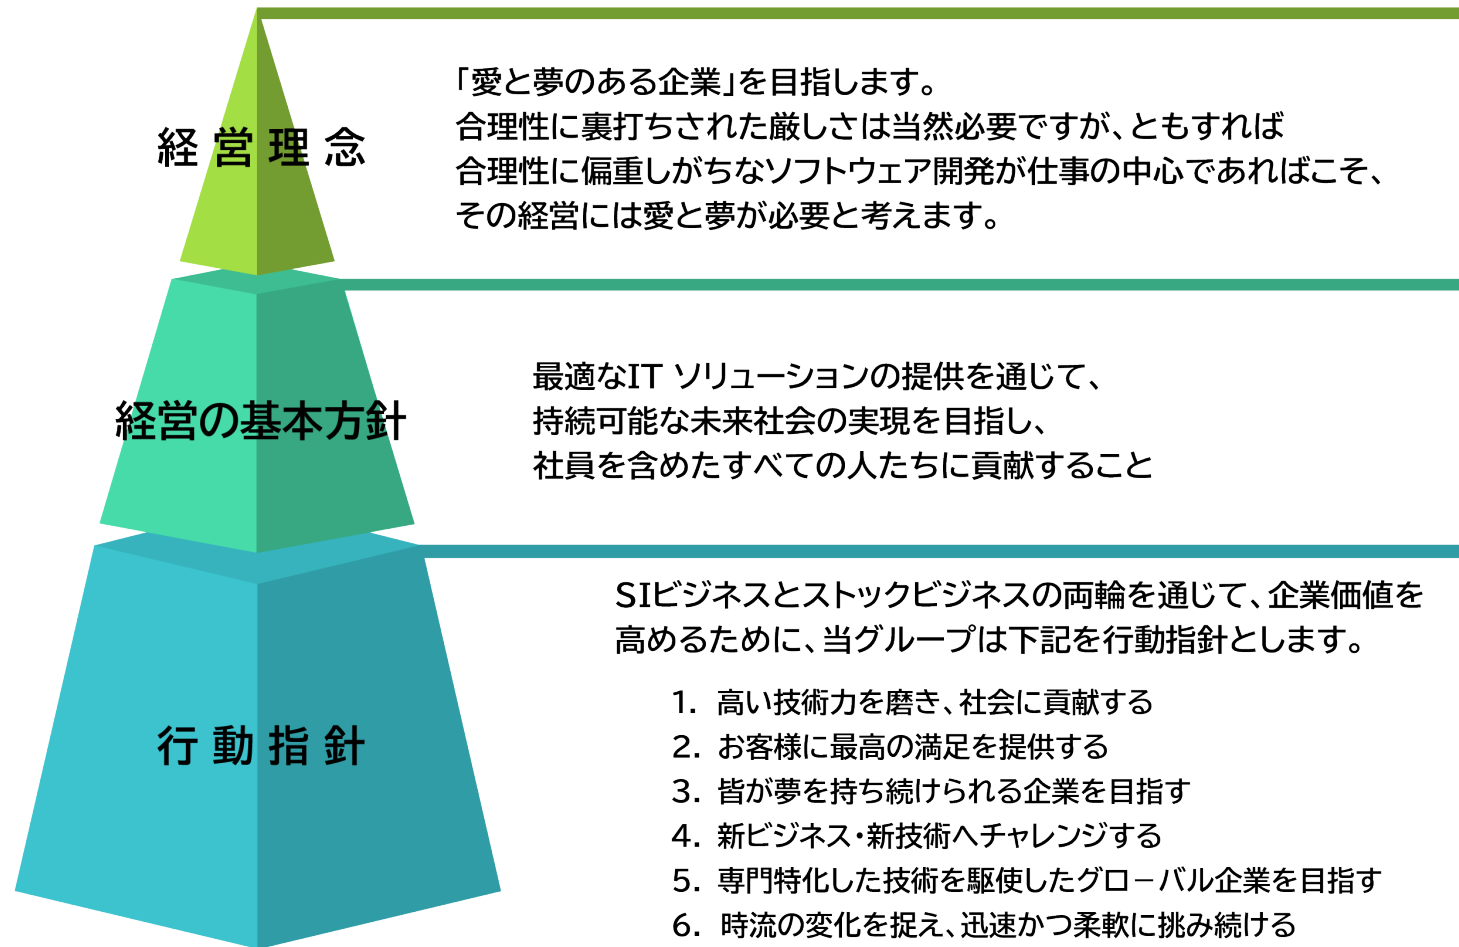 経営理念
「愛と夢のある企業」を目指します。
合理性に裏打ちされた厳しさは当然必要ですが、ともすれば
合理性に偏重しがちなソフトウェア開発が仕事の中心であればこそ、
その経営には愛と夢が必要と考えます。
経営の基本方針
最適なIT ソリューションの提供を通じて、
持続可能な未来社会の実現を目指し、
社員を含めたすべての人たちに貢献すること
行動指針
SIビジネスとストックビジネスの両輪を通じて、企業価値を
高めるために、当グループは下記を行動指針とします。
1. 高い技術力を磨き、社会に貢献する
2. お客様に最高の満足を提供する
3. 皆が夢を持ち続けられる企業を目指す
4. 新ビジネス・新技術へチャレンジする
5. 専門特化した技術を駆使したグロ－バル企業を目指す
6. 時流の変化を捉え、迅速かつ柔軟に挑み続ける